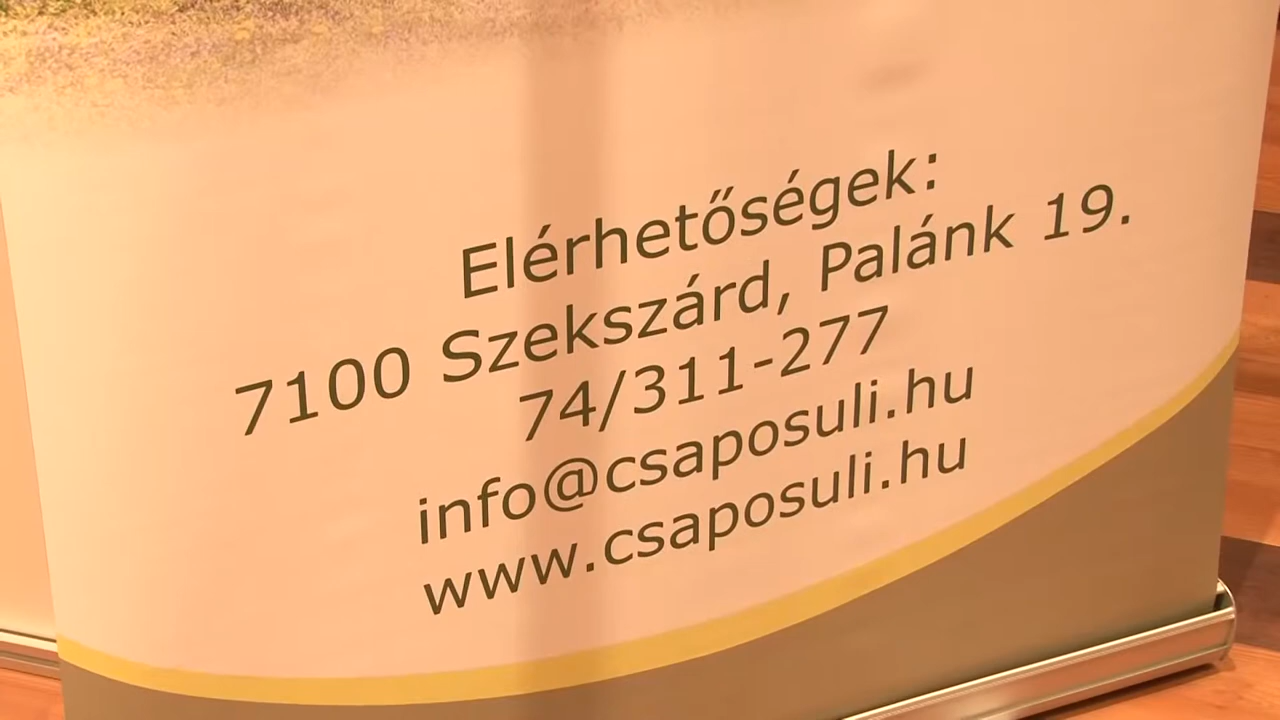 Elérhetőségek:
7100 Szekszárd, Palánk 19.
74/311-277
info@csaposuli.hu
www.csaposuli.hu